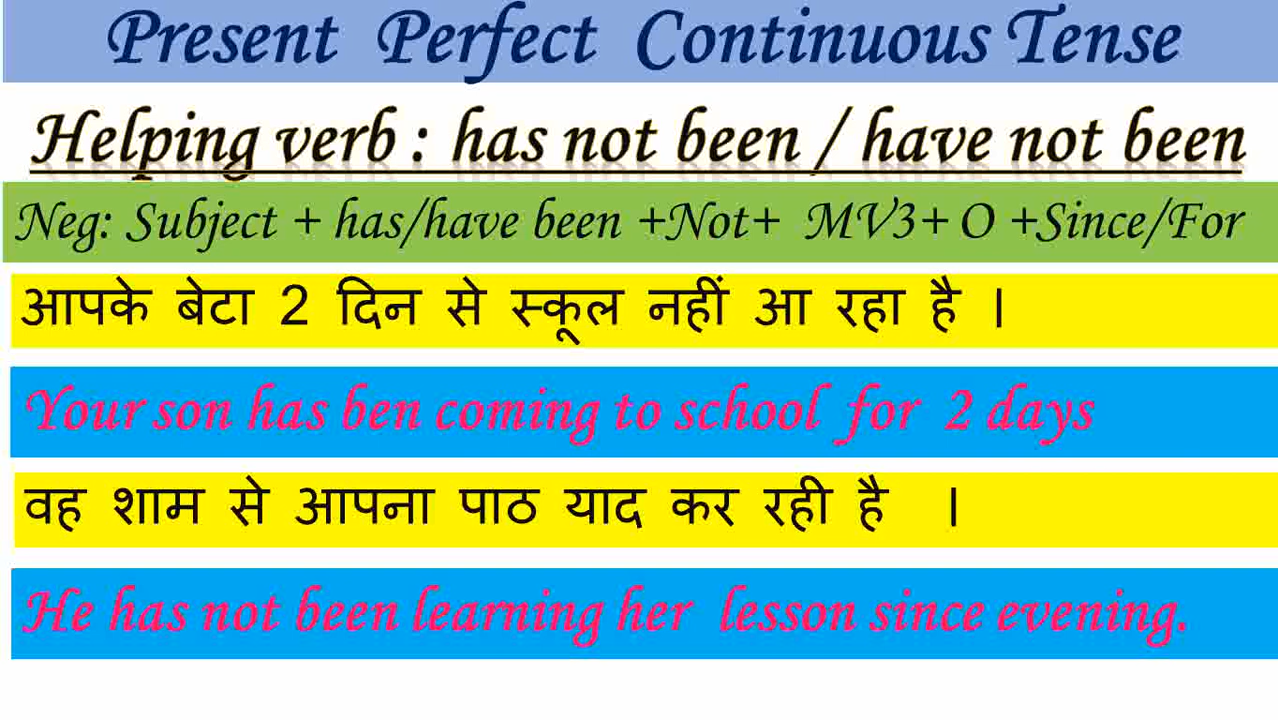 Present Perfect Continuous Tense
Helping verb : has not been / have not been
Neg: Subject + has/have been +Not+ MV3+ O +Since/For
आपके बेटा 2 दिन से स्कूल नहीं आ रहा है ।
Your son has ben coming to school for 2 days
वह शाम से आपना पाठ याद कर रही है ।
He has not been learning her lesson since evening.